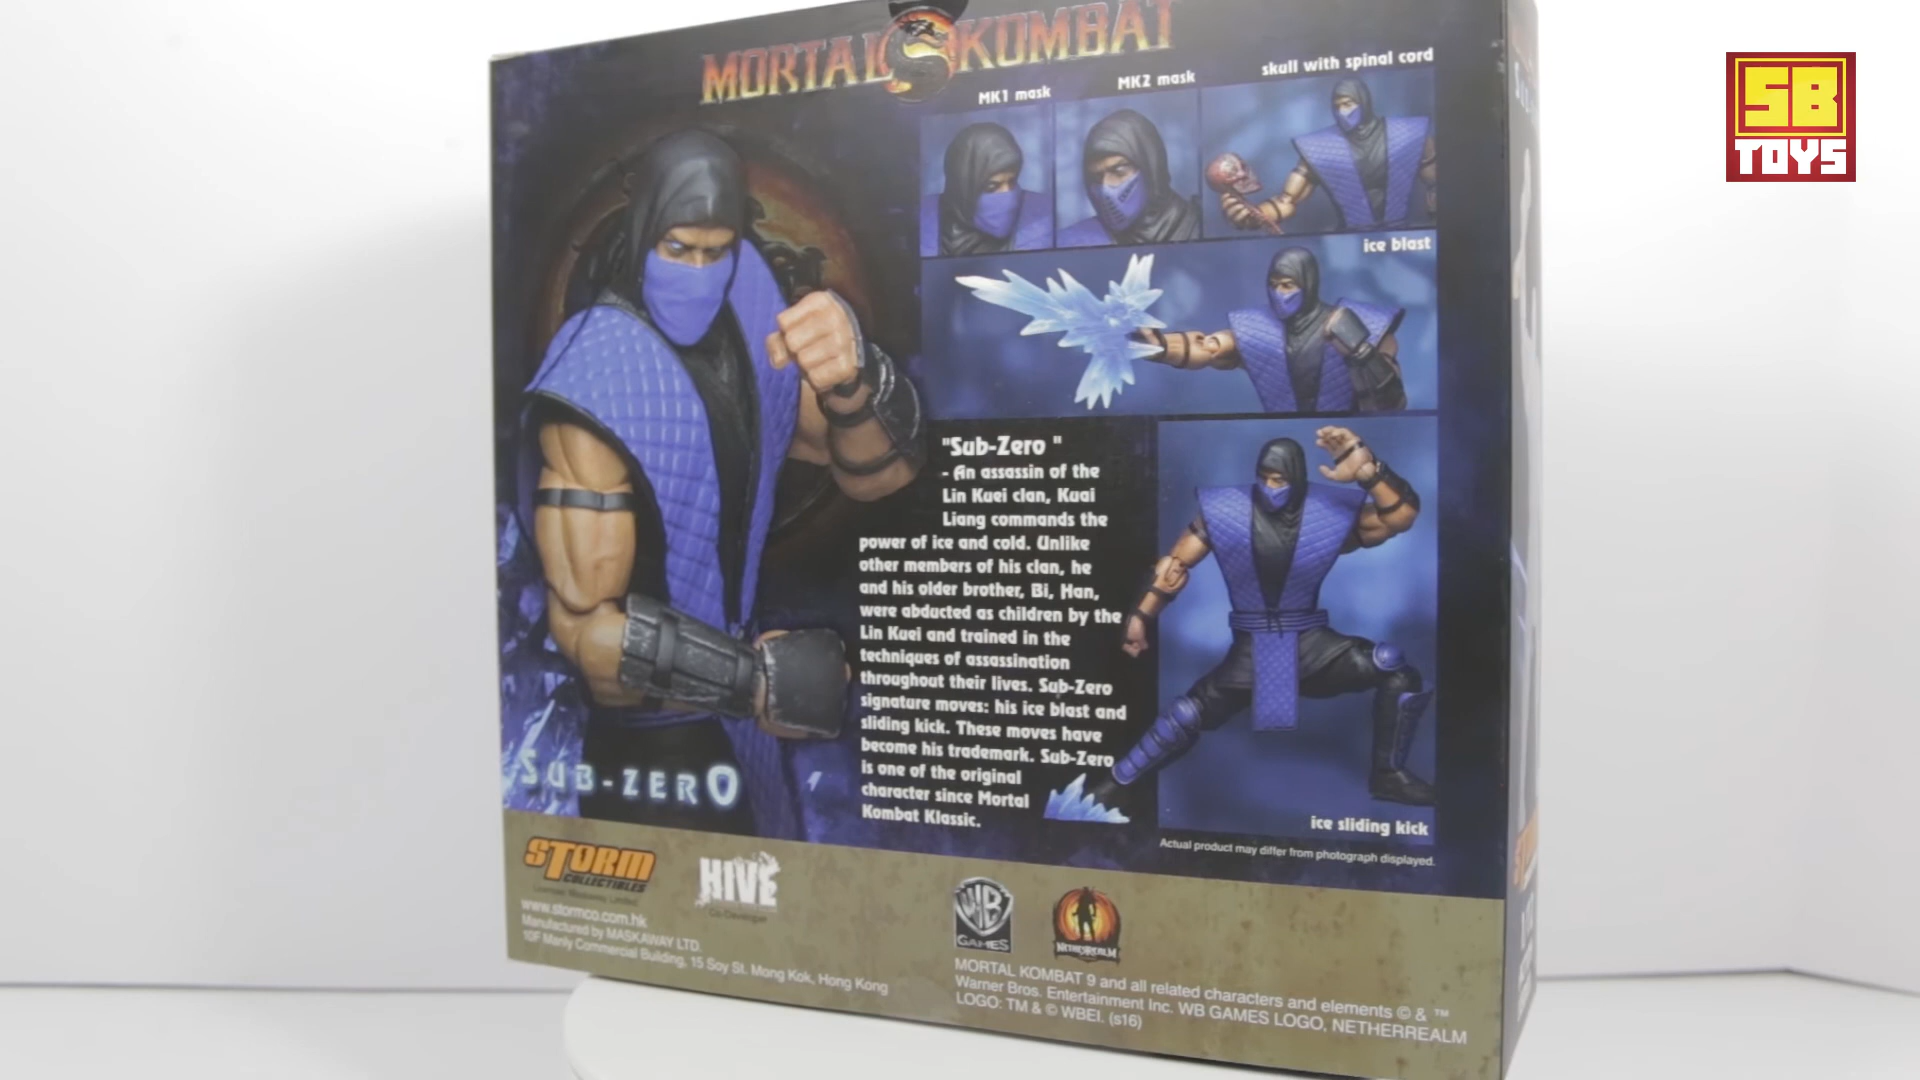 MORTAL KOMBAT
MK1 mask
MK2 mask
skull with spinal cord
SB
TOYS
ice blast
"Sub-Zero "
- An assassin of the
Lin Kuei clan, Kuai
Liang commands the
power of ice and cold. Unlike
other members of his clan, he
and his older brother, Bi, Han,
were abducted as children by the
Lin Kuei and trained in the
techniques of assassination
throughout their lives. Sub-Zero
signature moves: his ice blast and
sliding kick. These moves have
become his trademark. Sub-Zero
is one of the original
character since Mortal
Kombat Klassic.
SUB-ZERO
ice sliding kick
Actual product may differ from photograph displayed.
STORM
COLLECTIBLES
www.stormco.com.hk
Manufactured by MASKAWAY LTD.
10F Manly Commercial Building, 15 Soy St. Mong Kok, Hong Kong
HIVE
Co-Developer
WB
GAMES
NETHERREALM
MORTAL KOMBAT 9 and all related characters and elements © & ™
Warner Bros. Entertainment Inc. WB GAMES LOGO, NETHERREALM
LOGO: TM & © WBEI. (s16)